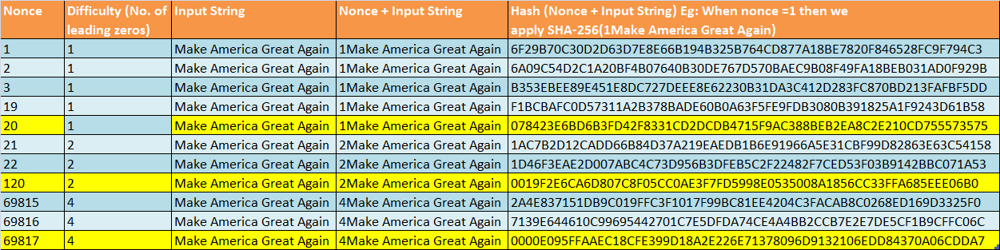 Nonce Difficulty (No. of leading zeros) Input String Nonce + Input String Hash (Nonce + Input String) Eg: When nonce =1 then we apply SHA-256(1Make America Great Again)
1 1 Make America Great Again 1Make America Great Again 6F29B70C30D2D63D7E8E66B194B325B764CD877A18BE7820F846528FC9F794C3
2 1 Make America Great Again 1Make America Great Again 6A09C54D2C1A20BF4B07640B30DE767D570BAEC9B08F49FA18BEB031AD0F929B
3 1 Make America Great Again 1Make America Great Again B353EBEE89E451E8DC727DEEE8E62230B31DA3C412D283FC870BD213FAFBF5DD
19 1 Make America Great Again 1Make America Great Again F1BCBAFC0D57311A2B378BADE60B0A63F5FE9FDB3080B391825A1F9243D61B58
20 1 Make America Great Again 1Make America Great Again 078423E6BD6B3FD42F8331CD2DCDB4715F9AC388BEB2EA8C2E210CD755573575
21 2 Make America Great Again 2Make America Great Again 1AC7B2D12CADD66B84D37A219EAEDB1B6E91966A5E31CBF99D82863E63C54158
22 2 Make America Great Again 2Make America Great Again 1D46F3EAE2D007ABC4C73D956B3DFEB5C2F22482F7CED53F03B9142BBC071A53
120 2 Make America Great Again 2Make America Great Again 0019F2E6CA6D807C8F05CC0AE3F7FD5998E0535008A1856CC33FFA685EEE06B0
69815 4 Make America Great Again 4Make America Great Again 2A4E837151DB9C019FFC3F1017F99BC81EE4204C3FACAB8C0268ED169D3325F0
69816 4 Make America Great Again 4Make America Great Again 7139E644610C99695442701C7E5DFDA74CE4A4BB2CCB7E2E7DE5CF1B9CFFC06C
69817 4 Make America Great Again 4Make America Great Again 0000E095FFAAEC18CFE399D18A2E226E71378096D9132106EDD84370A06CDDA7